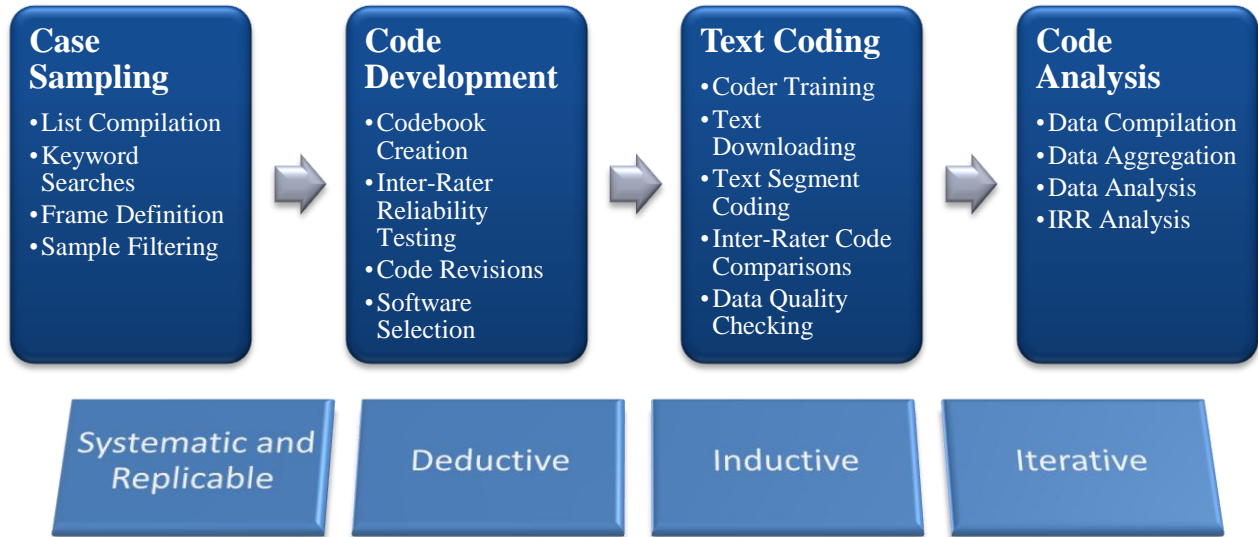 Case
Sampling
•List Compilation
•Keyword
Searches
•Frame Definition
•Sample Filtering
Code
Development
•Codebook
Creation
•Inter-Rater
Reliability
Testing
•Code Revisions
•Software
Selection
Text Coding
•Coder Training
•Text
Downloading
•Text Segment
Coding
•Inter-Rater Code
Comparisons
•Data Quality
Checking
Code
Analysis
•Data Compilation
•Data Aggregation
•Data Analysis
•IRR Analysis
Systematic and
Replicable
Deductive
Inductive
Iterative